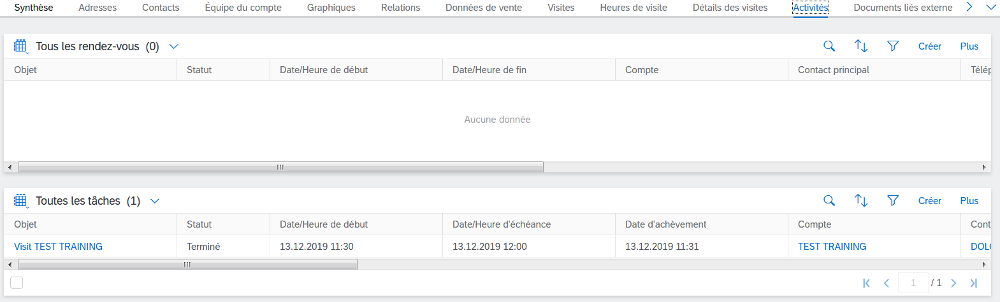 Synthèse Adresses Contacts Équipe du compte Graphiques Relations Données de vente Visites Heures de visite Détails des visites Activités Documents liés externe
Tous les rendez-vous (0) Créer Plus
Objet Statut Date/Heure de début Date/Heure de fin Compte Contact principal Télép
Aucune donnée
Toutes les tâches (1) Créer Plus
Objet Statut Date/Heure de début Date/Heure d'échéance Date d'achèvement Compte Cont
Visit TEST TRAINING Terminé 13.12.2019 11:30 13.12.2019 12:00 13.12.2019 11:31 TEST TRAINING
1 / 1